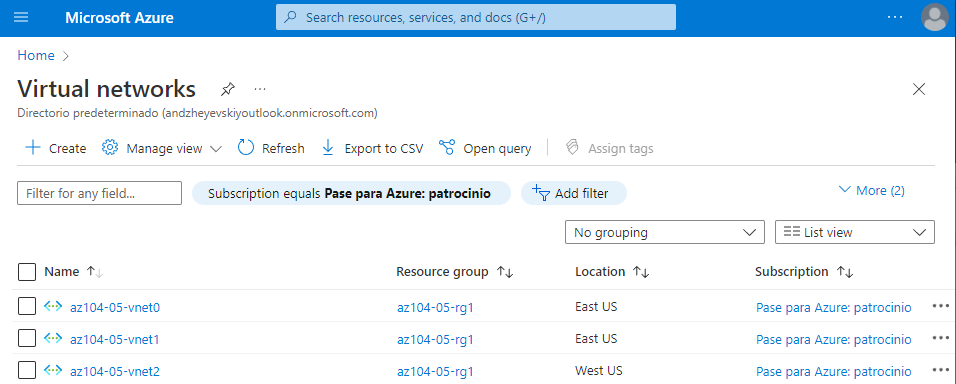 Microsoft Azure Search resources, services, and docs (G+/) ...
Home >
Virtual networks ...
Directorio predeterminado (andzheyevskiyoutlook.onmicrosoft.com)
+ Create Manage view Refresh Export to CSV Open query Assign tags
Filter for any field... Subscription equals Pase para Azure: patrocinio Add filter More (2)
No grouping List view
Name ↑↓ Resource group ↑↓ Location ↑↓ Subscription ↑↓
az104-05-vnet0 az104-05-rg1 East US Pase para Azure: patrocinio ...
az104-05-vnet1 az104-05-rg1 East US Pase para Azure: patrocinio ...
az104-05-vnet2 az104-05-rg1 West US Pase para Azure: patrocinio ...